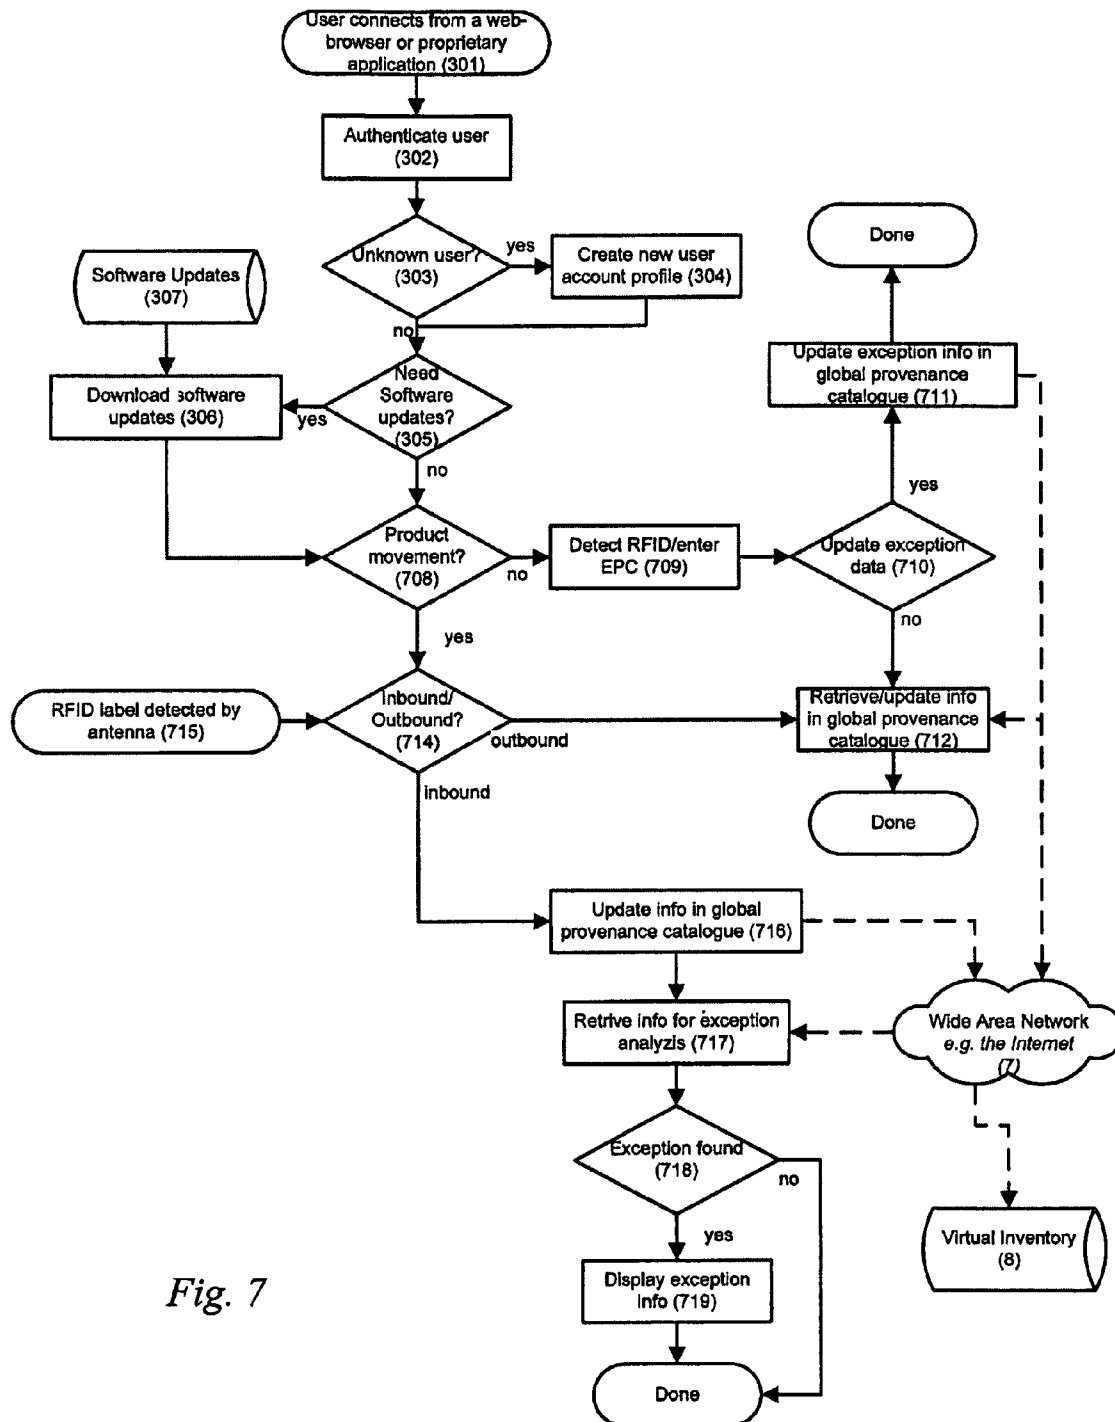 User connects from a web-
browser or proprietary
application (301)
Authenticate user
(302)
Unknown user?
(303)
yes
Create new user
account profile (304)
no
Done
Software Updates
(307)
Need
Software
updates?
(305)
yes
Download software
updates (306)
no
Update exception info in
global provenance
catalogue (711)
yes
Product
movement?
(708)
no
Detect RFID/enter
EPC (709)
Update exception
data (710)
no
yes
RFID label detected by
antenna (715)
Inbound/
Outbound?
(714)
outbound
inbound
Retrieve/update info
in global provenance
catalogue (712)
Done
Update info in global
provenance catalogue (716)
Retrive info for exception
analyzis (717)
Wide Area Network
e.g. the Internet
(7)
Exception found
(718)
no
yes
Virtual Inventory
(8)
Display exception
info (719)
Done
Fig. 7